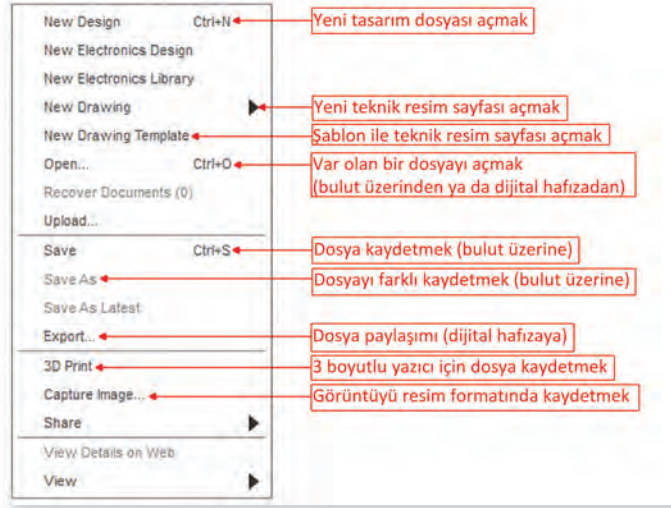 New Design Ctrl+N Yeni tasarım dosyası açmak
New Electronics Design
New Electronics Library
New Drawing Yeni teknik resim sayfası açmak
New Drawing Template Şablon ile teknik resim sayfası açmak
Open... Ctrl+O Var olan bir dosyayı açmak
(bulut üzerinden ya da dijital hafızadan)
Recover Documents (0)
Upload...
Save Ctrl+S Dosya kaydetmek (bulut üzerine)
Save As Dosyayı farklı kaydetmek (bulut üzerine)
Save As Latest
Export... Dosya paylaşımı (dijital hafızaya)
3D Print 3 boyutlu yazıcı için dosya kaydetmek
Capture Image... Görüntüyü resim formatında kaydetmek
Share
View Details on Web
View